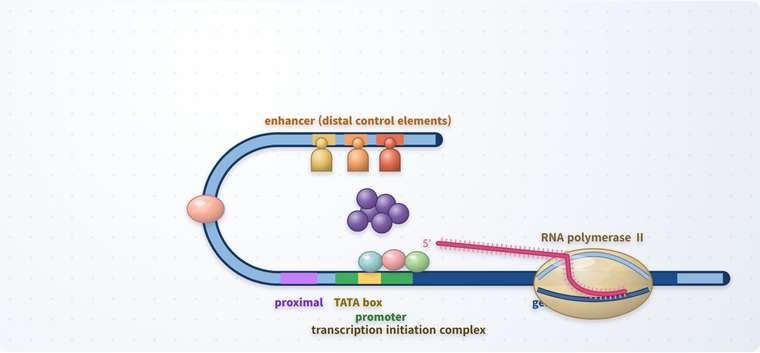 enhancer (distal control elements)
5'
RNA polymerase II
proximal TATA box
promoter
transcription initiation complex